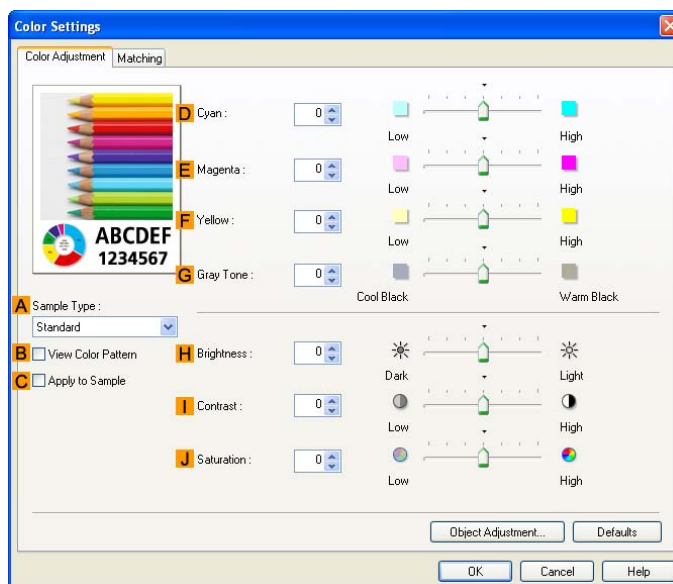 Color Settings
Color Adjustment Matching
D Cyan : 0
Low High
E Magenta : 0
Low High
F Yellow : 0
Low High
ABCDEF
1234567
G Gray Tone : 0
Cool Black Warm Black
A Sample Type :
Standard
B View Color Pattern
C Apply to Sample
H Brightness : 0
Dark Light
I Contrast : 0
Low High
J Saturation : 0
Low High
Object Adjustment... Defaults
OK Cancel Help